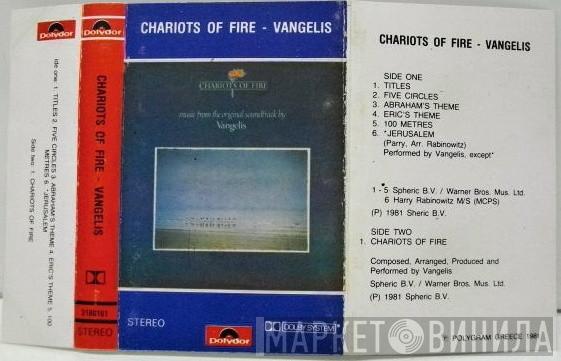 Polydor
ide one: 1. TITLES 2. FIVE CIRCLES 3. ABRAHAM'S THEME 4. ERIC'S THEME 5. 100
METRES 6. "JERUSALEM
Side two: 1. CHARIOTS OF FIRE
Polydor
CHARIOTS OF FIRE - VANGELIS
3180101
STEREO
CHARIOTS OF FIRE - VANGELIS
CHARIOTS OF FIRE
music from the original soundtrack by
Vangelis
STEREO
Polydor
DOLBY SYSTEM
CHARIOTS OF FIRE - VANGELIS
SIDE ONE
1. TITLES
2. FIVE CIRCLES
3. ABRAHAM'S THEME
4. ERIC'S THEME
5. 100 METRES
6. "JERUSALEM
(Parry, Arr. Rabinowitz)
Performed by Vangelis, except"
1 - 5 Spheric B.V. / Warner Bros. Mus. Ltd.
6 Harry Rabinowitz M/S (MCPS)
(P) 1981 Sheric B.V.
SIDE TWO
1. CHARIOTS OF FIRE
Composed, Arranged, Produced and
Performed by Vangelis
Spheric B.V. / Warner Bros. Mus. Ltd.
(P) 1981 Spheric B.V.
POLYGRAM GREECE 198
МАРКЕТ ВИНИЛА